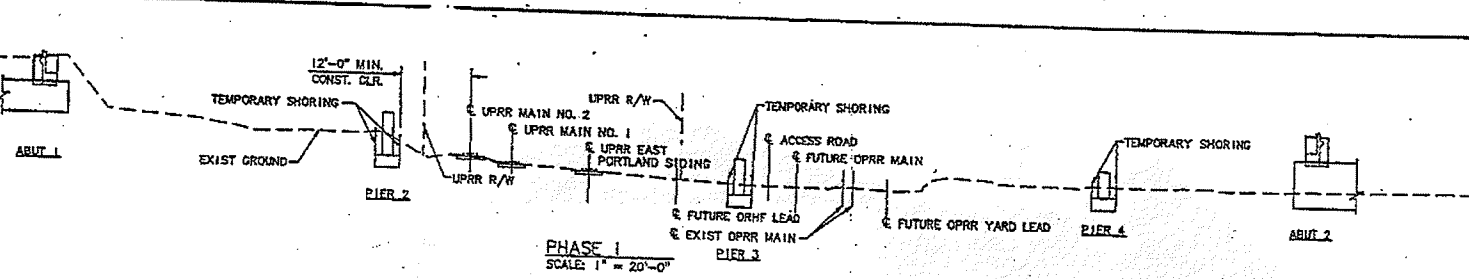 12'-0" MIN.
CONST. CLR.
TEMPORARY SHORING
EXIST GROUND
ABUT 1
PIER 2
UPRR R/W
℄ UPRR MAIN NO. 2
℄ UPRR MAIN NO. 1
℄ UPRR EAST
PORTLAND SIDING
UPRR R/W
TEMPORARY SHORING
℄ ACCESS ROAD
℄ FUTURE OPRR MAIN
℄ FUTURE ORHF LEAD
℄ EXIST OPRR MAIN
℄ FUTURE OPRR YARD LEAD
PIER 3
TEMPORARY SHORING
PIER 4
ABUT 2
PHASE 1
SCALE: 1" = 20'-0"